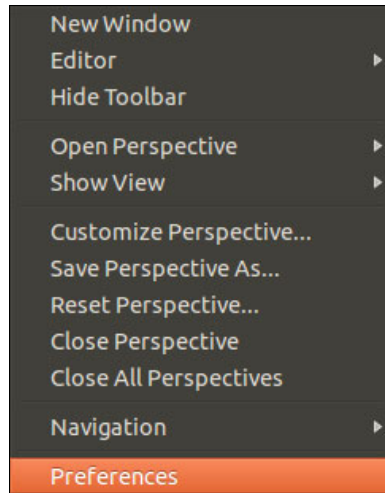 New Window
Editor
Hide Toolbar
Open Perspective
Show View
Customize Perspective...
Save Perspective As...
Reset Perspective...
Close Perspective
Close All Perspectives
Navigation
Preferences